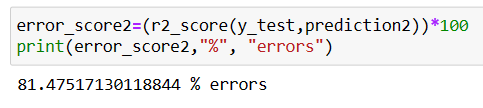 error_score2=(r2_score(y_test,prediction2))*100
print(error_score2,"%", "errors")
81.47517130118844 % errors